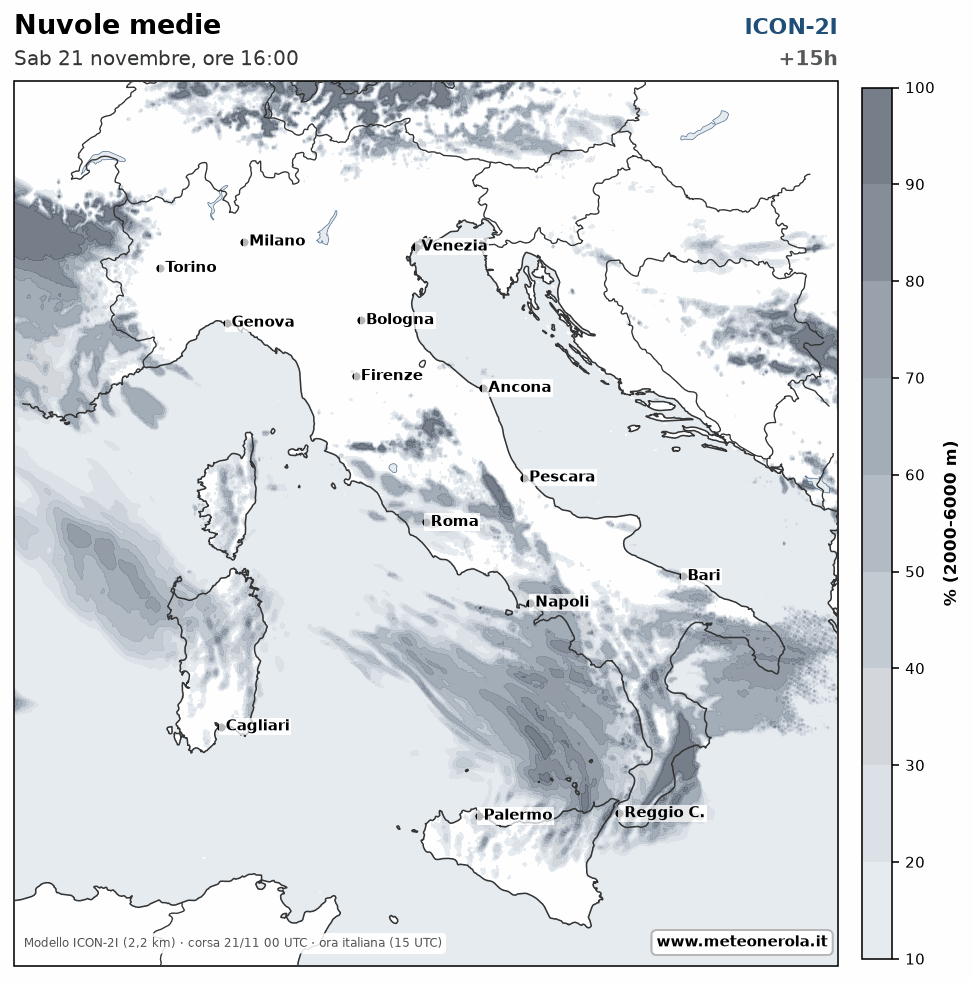 Nuvole medie
ICON-2I
Sab 21 novembre, ore 16:00
+15h
100
90
80
70
60
50
40
30
20
10
% (2000-6000 m)
Milano
Venezia
Torino
Genova
Bologna
Firenze
Ancona
Pescara
Roma
Bari
Napoli
Cagliari
Palermo
Reggio C.
Modello ICON-2I (2,2 km) · corsa 21/11 00 UTC · ora italiana (15 UTC)
www.meteonerola.it